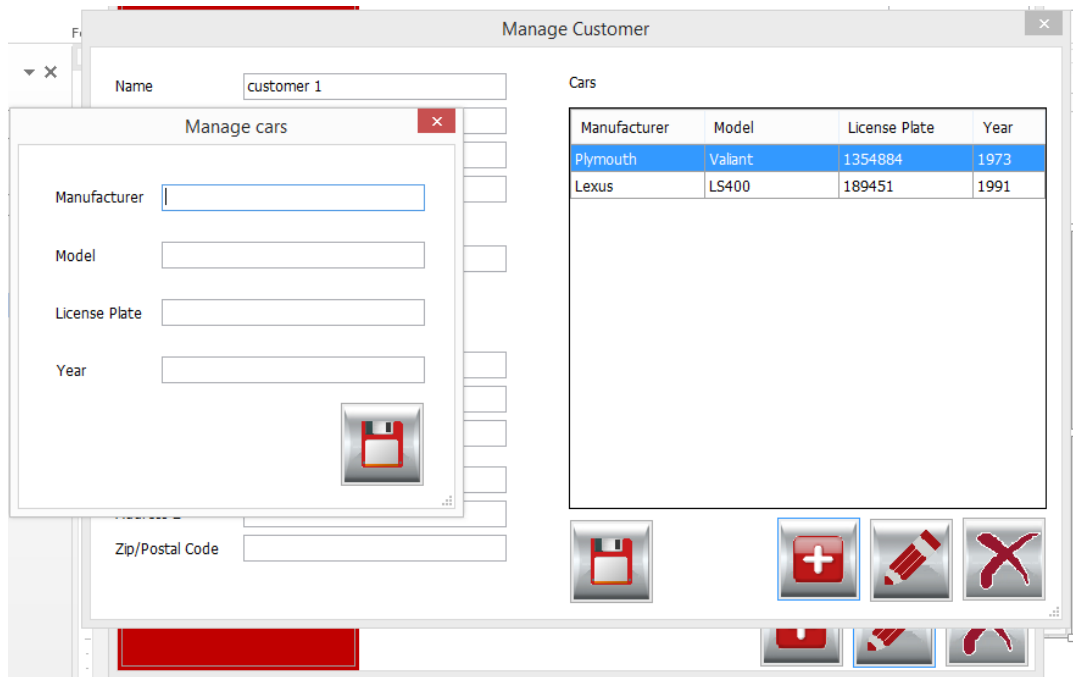 Manage Customer
Name
customer 1
Cars
Manufacturer Model License Plate Year
Plymouth Valiant 1354884 1973
Lexus LS400 189451 1991
Manage cars
Manufacturer
Model
License Plate
Year
Zip/Postal Code